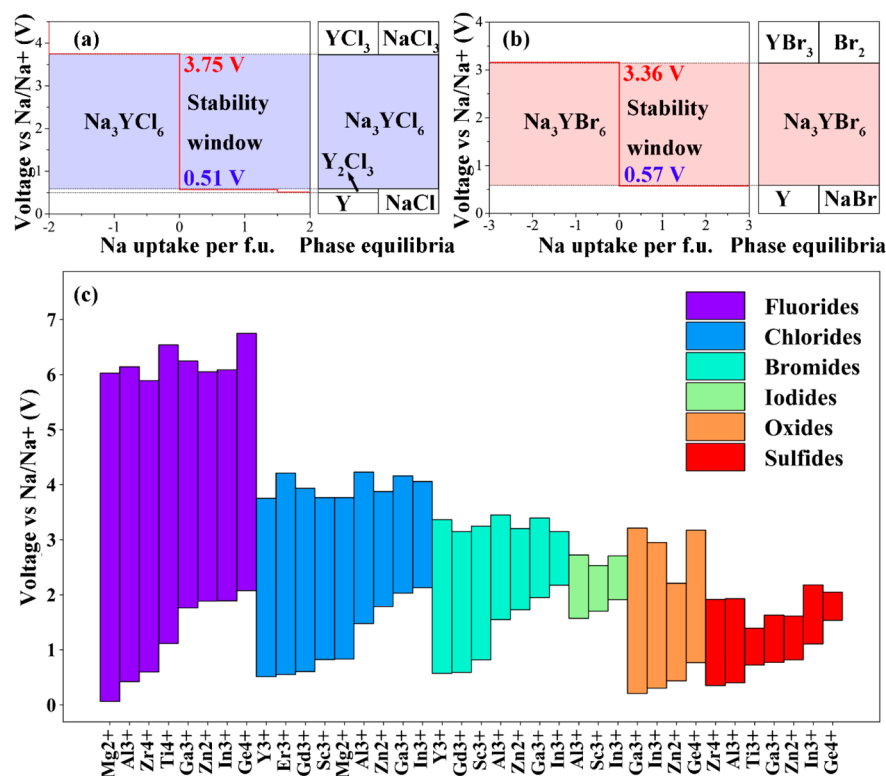 (a)
YCl3
NaCl3
3.75 V
Na3YCl6
Stability
window
Na3YCl6
Y2Cl3
0.51 V
Y
NaCl
4
3
2
1
0
-2
-1
0
1
2
Voltage vs Na/Na+ (V)
Na uptake per f.u.
Phase equilibria
(b)
YBr3
Br2
3.36 V
Na3YBr6
Stability
window
Na3YBr6
0.57 V
Y
NaBr
4
3
2
1
0
-3
-2
-1
0
1
2
3
Voltage vs Na/Na+ (V)
Na uptake per f.u.
Phase equilibria
(c)
Fluorides
Chlorides
Bromides
Iodides
Oxides
Sulfides
7
6
5
4
3
2
1
0
Voltage vs Na/Na+ (V)
Mg2+
Al3+
Zr4+
Ti4+
Ga3+
Zn2+
In3+
Ge4+
Y3+
Er3+
Gd3+
Sc3+
Mg2+
Al3+
Zn2+
Ga3+
In3+
Y3+
Gd3+
Sc3+
Al3+
Zn2+
Ga3+
In3+
Al3+
Sc3+
In3+
Ga3+
In3+
Zn2+
Ge4+
Zr4+
Al3+
Ti3+
Ga3+
Zn2+
In3+
Ge4+